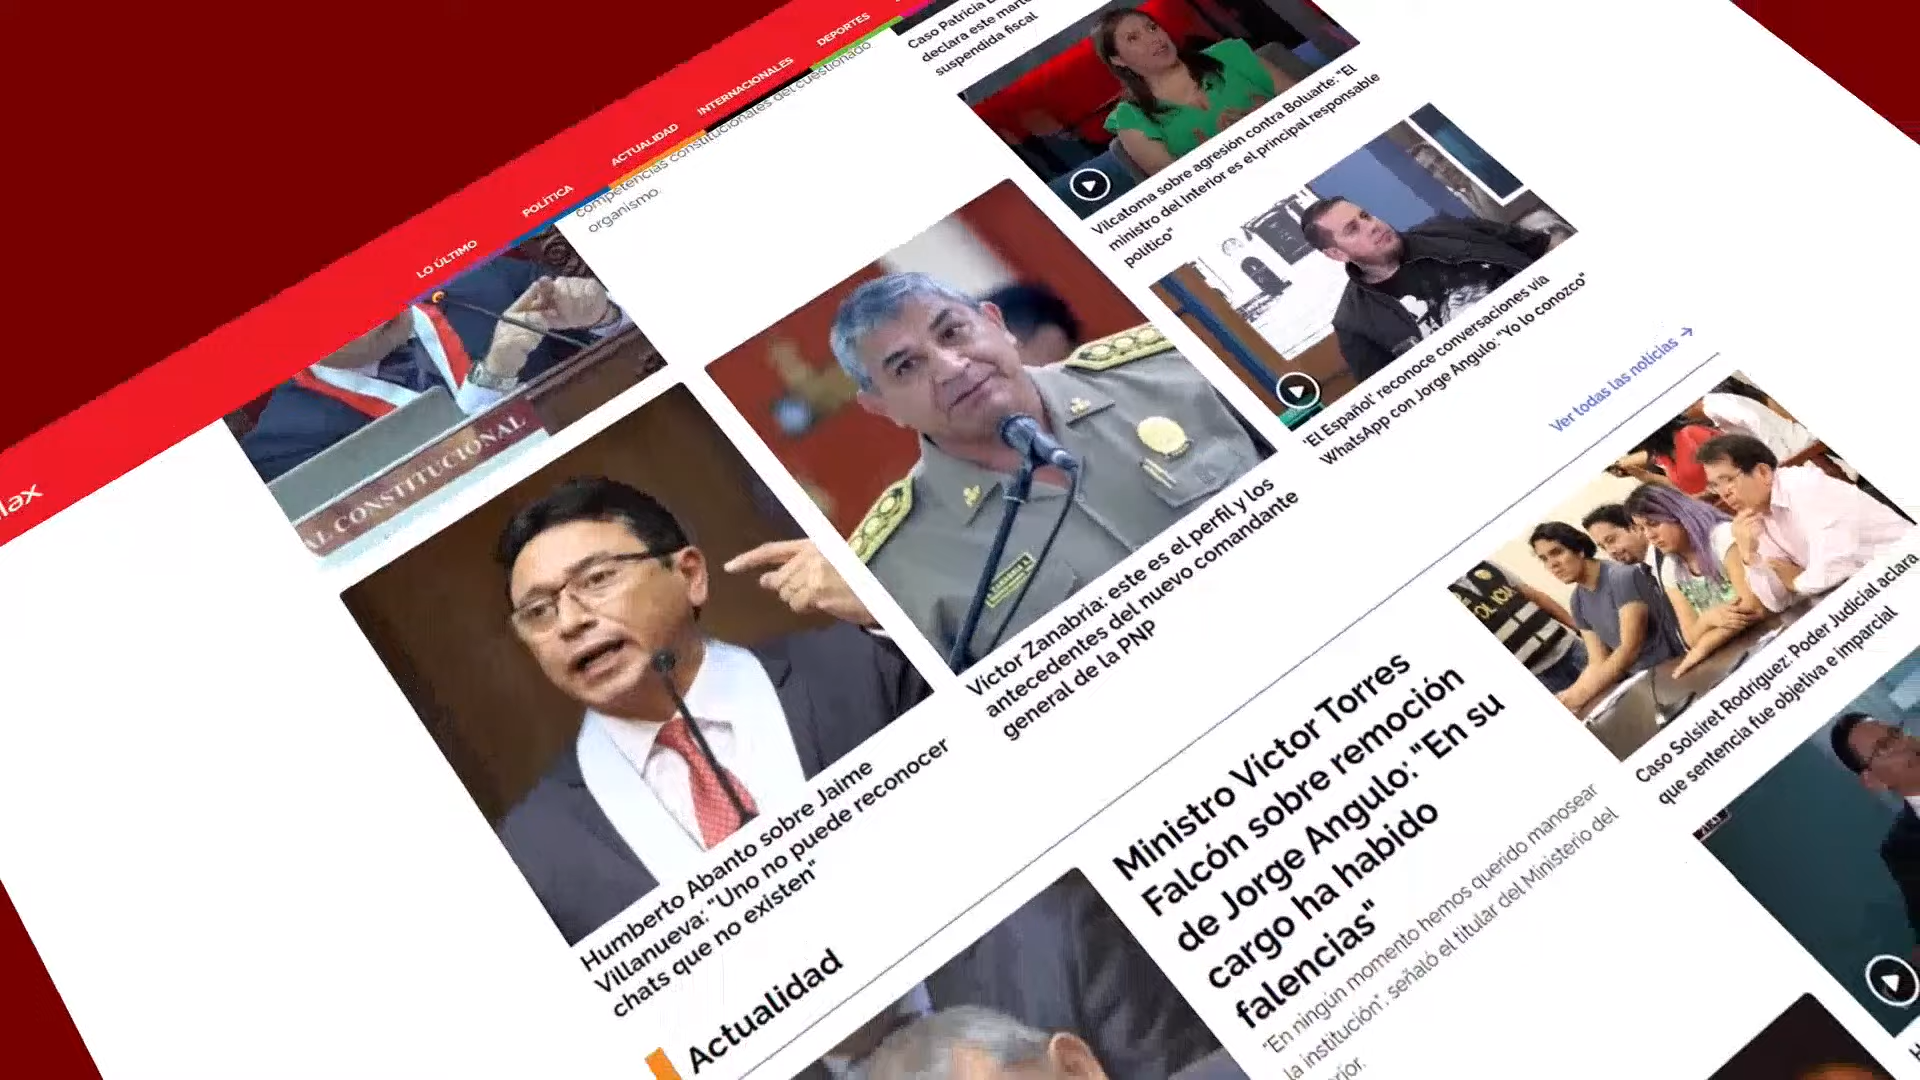 LO ÚLTIMO
POLÍTICA
ACTUALIDAD
INTERNACIONALES
DEPORTES
competencias constitucionales del cuestionado
organismo.
AL CONSTITUCIONAL
Humberto Abanto sobre Jaime
Villanueva: "Uno no puede reconocer
chats que no existen"
Víctor Zanabria: este es el perfil y los
antecedentes del nuevo comandante
general de la PNP
Caso Patricia
declara este
suspendida fiscal
Vilcatoma sobre agresión contra Boluarte: "El
ministro del Interior es el principal responsable
político"
'El Español' reconoce conversaciones vía
WhatsApp con Jorge Angulo: "Yo lo conozco"
Ver todas las noticias →
Actualidad
Ministro Víctor Torres
Falcón sobre remoción
de Jorge Angulo: "En su
cargo ha habido
falencias"
"En ningún momento hemos querido manosear
la institución", señaló el titular del Ministerio del
Caso Solsiret Rodríguez: Poder Judicial aclara
que sentencia fue objetiva e imparcial